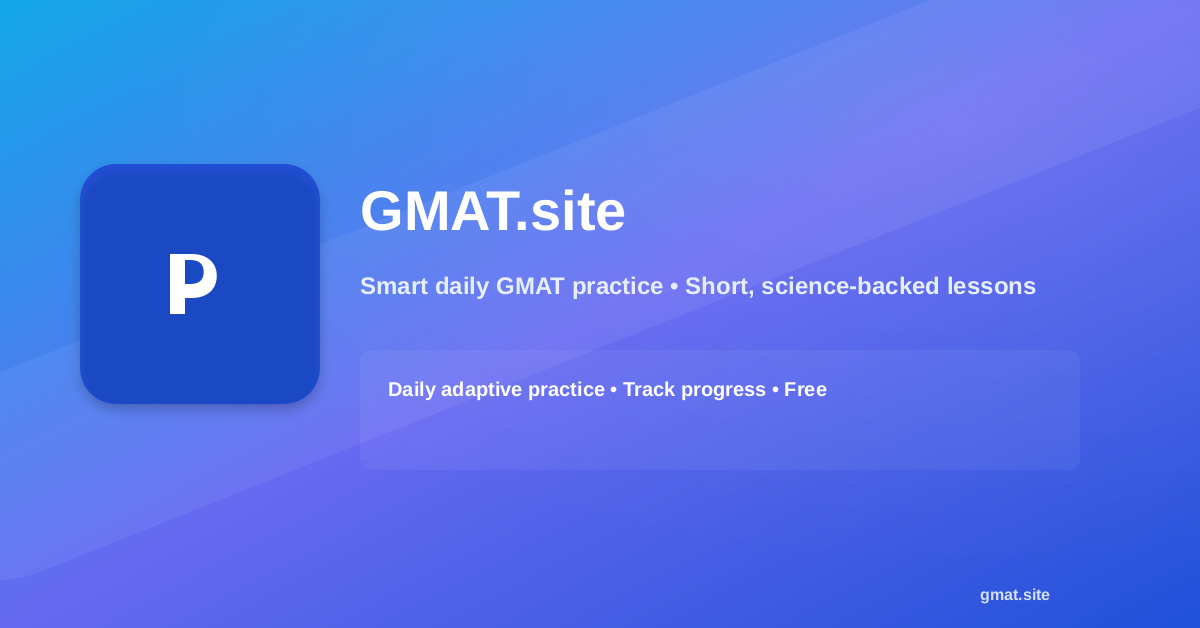 P
GMAT.site
Smart daily GMAT practice • Short, science-backed lessons
Daily adaptive practice • Track progress • Free
gmat.site